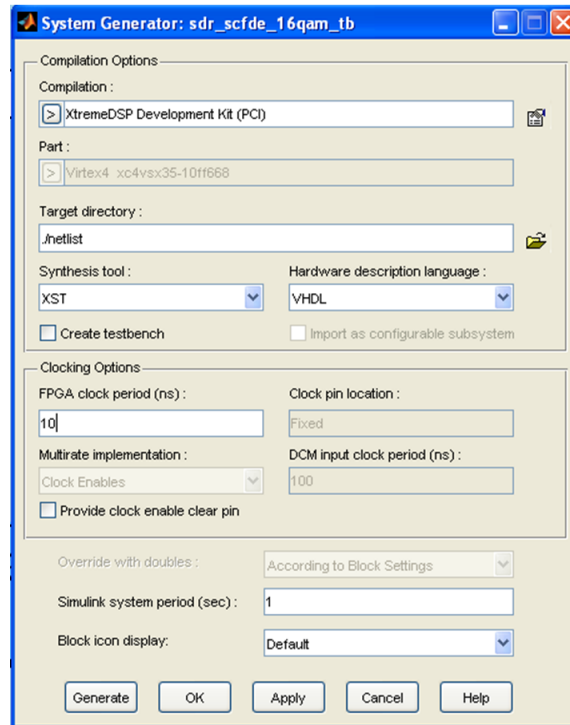 System Generator: sdr_scfde_16qam_tb
Compilation Options
Compilation :
> XtremeDSP Development Kit (PCI)
Part :
> Virtex4 xc4vsx35-10ff668
Target directory :
./netlist
Synthesis tool : Hardware description language :
XST VHDL
Create testbench Import as configurable subsystem
Clocking Options
FPGA clock period (ns) : Clock pin location :
10 Fixed
Multirate implementation : DCM input clock period (ns) :
Clock Enables 100
Provide clock enable clear pin
Override with doubles : According to Block Settings
Simulink system period (sec) : 1
Block icon display: Default
Generate OK Apply Cancel Help